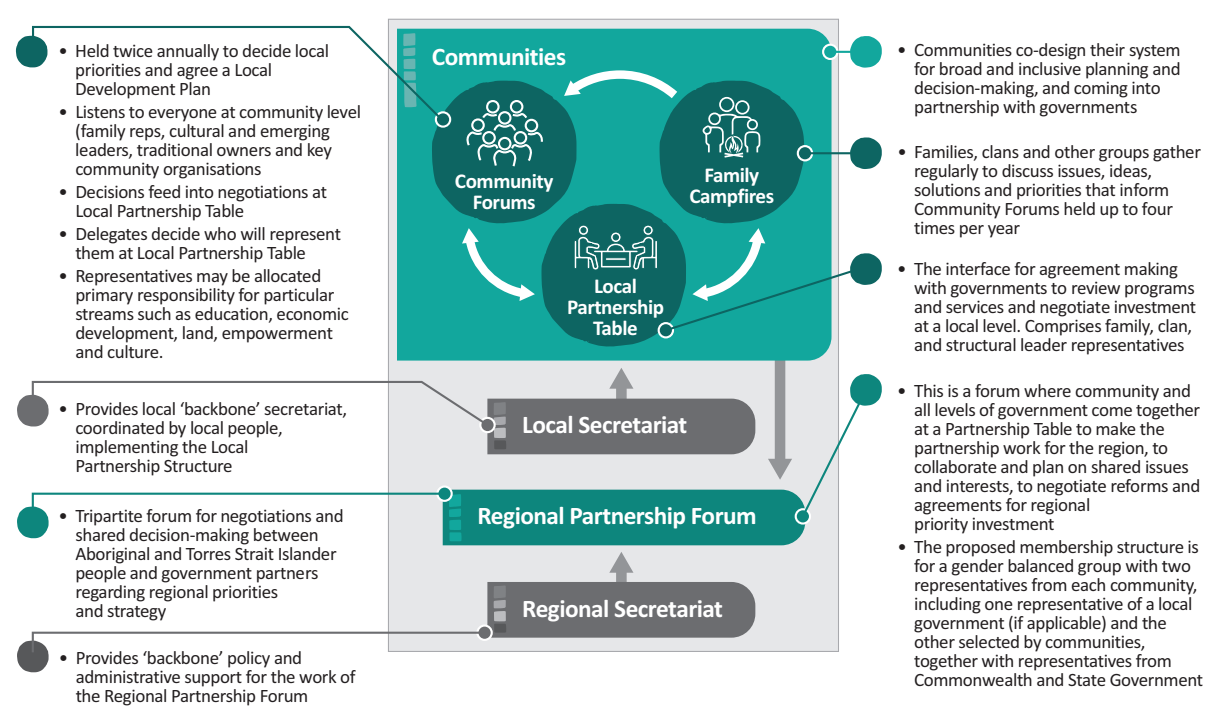 • Held twice annually to decide local
priorities and agree a Local
Development Plan
• Listens to everyone at community level
(family reps, cultural and emerging
leaders, traditional owners and key
community organisations
• Decisions feed into negotiations at
Local Partnership Table
• Delegates decide who will represent
them at Local Partnership Table
• Representatives may be allocated
primary responsibility for particular
streams such as education, economic
development, land, empowerment
and culture.
• Provides local ‘backbone’ secretariat,
coordinated by local people,
implementing the Local
Partnership Structure
• Tripartite forum for negotiations and
shared decision-making between
Aboriginal and Torres Strait Islander
people and government partners
regarding regional priorities
and strategy
• Provides ‘backbone’ policy and
administrative support for the work of
the Regional Partnership Forum
Communities
Community
Forums
Family
Campfires
Local
Partnership
Table
Local Secretariat
Regional Partnership Forum
Regional Secretariat
• Communities co-design their system
for broad and inclusive planning and
decision-making, and coming into
partnership with governments
• Families, clans and other groups gather
regularly to discuss issues, ideas,
solutions and priorities that inform
Community Forums held up to four
times per year
• The interface for agreement making
with governments to review programs
and services and negotiate investment
at a local level. Comprises family, clan,
and structural leader representatives
• This is a forum where community and
all levels of government come together
at a Partnership Table to make the
partnership work for the region, to
collaborate and plan on shared issues
and interests, to negotiate reforms and
agreements for regional
priority investment
• The proposed membership structure is
for a gender balanced group with two
representatives from each community,
including one representative of a local
government (if applicable) and the
other selected by communities,
together with representatives from
Commonwealth and State Government